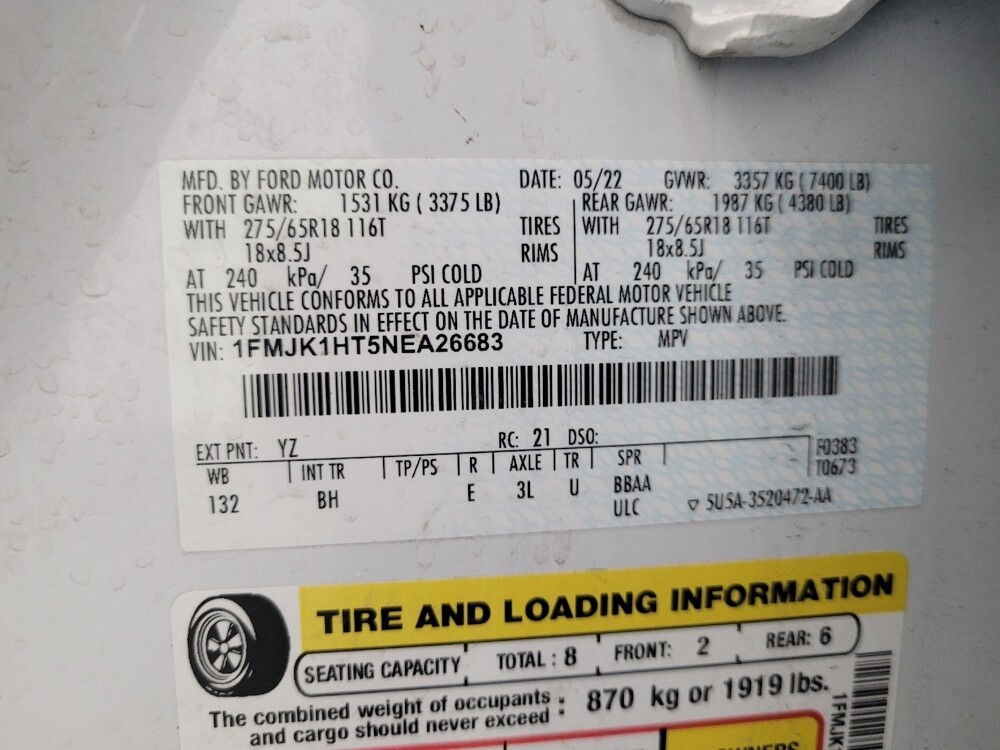 MFD. BY FORD MOTOR CO. DATE: 05/22 GVWR: 3357 KG ( 7400 LB)
FRONT GAWR: 1531 KG ( 3375 LB) REAR GAWR: 1987 KG ( 4380 LB)
WITH 275/65R18 116T TIRES WITH 275/65R18 116T TIRES
18x8.5J RIMS 18x8.5J RIMS
AT 240 kPa/ 35 PSI COLD AT 240 kPa/ 35 PSI COLD
THIS VEHICLE CONFORMS TO ALL APPLICABLE FEDERAL MOTOR VEHICLE
SAFETY STANDARDS IN EFFECT ON THE DATE OF MANUFACTURE SHOWN ABOVE.
VIN: 1FMJK1HT5NEA26683 TYPE: MPV
EXT PNT: YZ RC: 21 DSO: F0383
WB INT TR TP/PS R AXLE TR SPR T0673
132 BH E 3L U BBAA
ULC ▽ 5U5A-3520472-AA
TIRE AND LOADING INFORMATION
SEATING CAPACITY TOTAL : 8 FRONT: 2 REAR: 6
The combined weight of occupants : 870 kg or 1919 lbs.
and cargo should never exceed
1FMJK